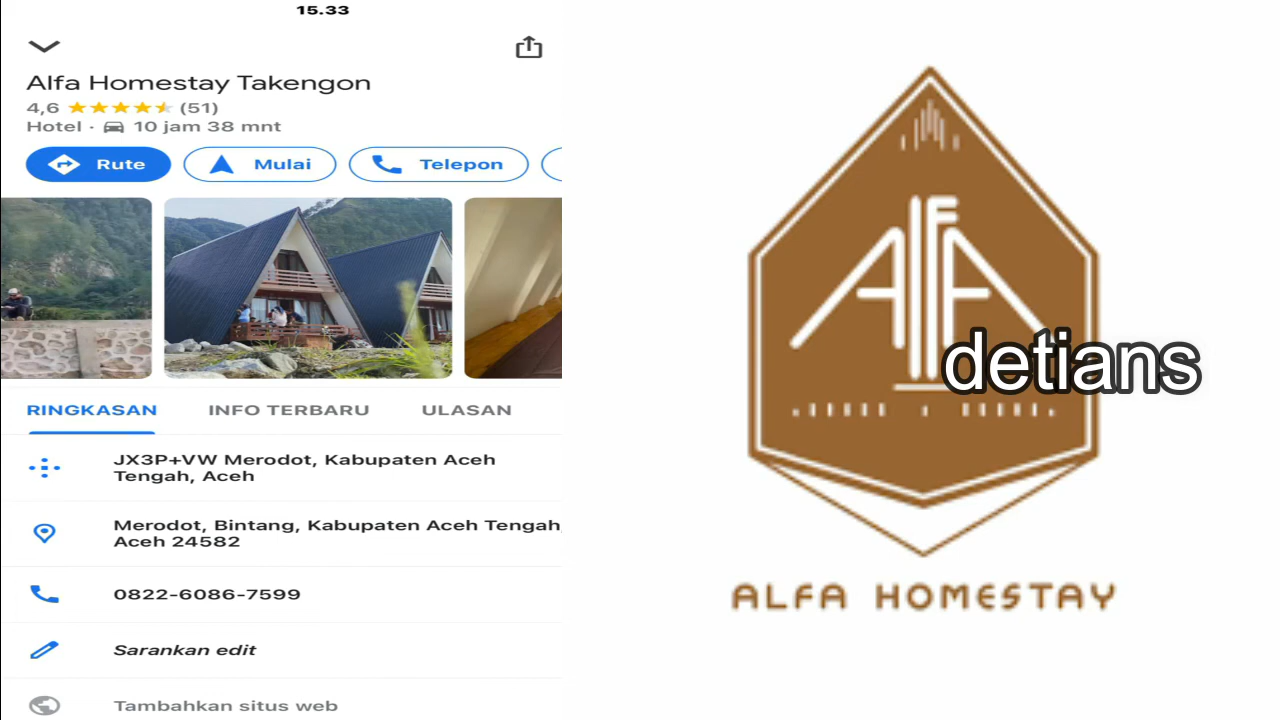 15.33
Alfa Homestay Takengon
4,6 (51)
Hotel · 10 jam 38 mnt
Rute
Mulai
Telepon
RINGKASAN
INFO TERBARU
ULASAN
JX3P+VW Merodot, Kabupaten Aceh
Tengah, Aceh
Merodot, Bintang, Kabupaten Aceh Tengah,
Aceh 24582
0822-6086-7599
Sarankan edit
Tambahkan situs web
ALFA
detians
ALFA HOMESTAY